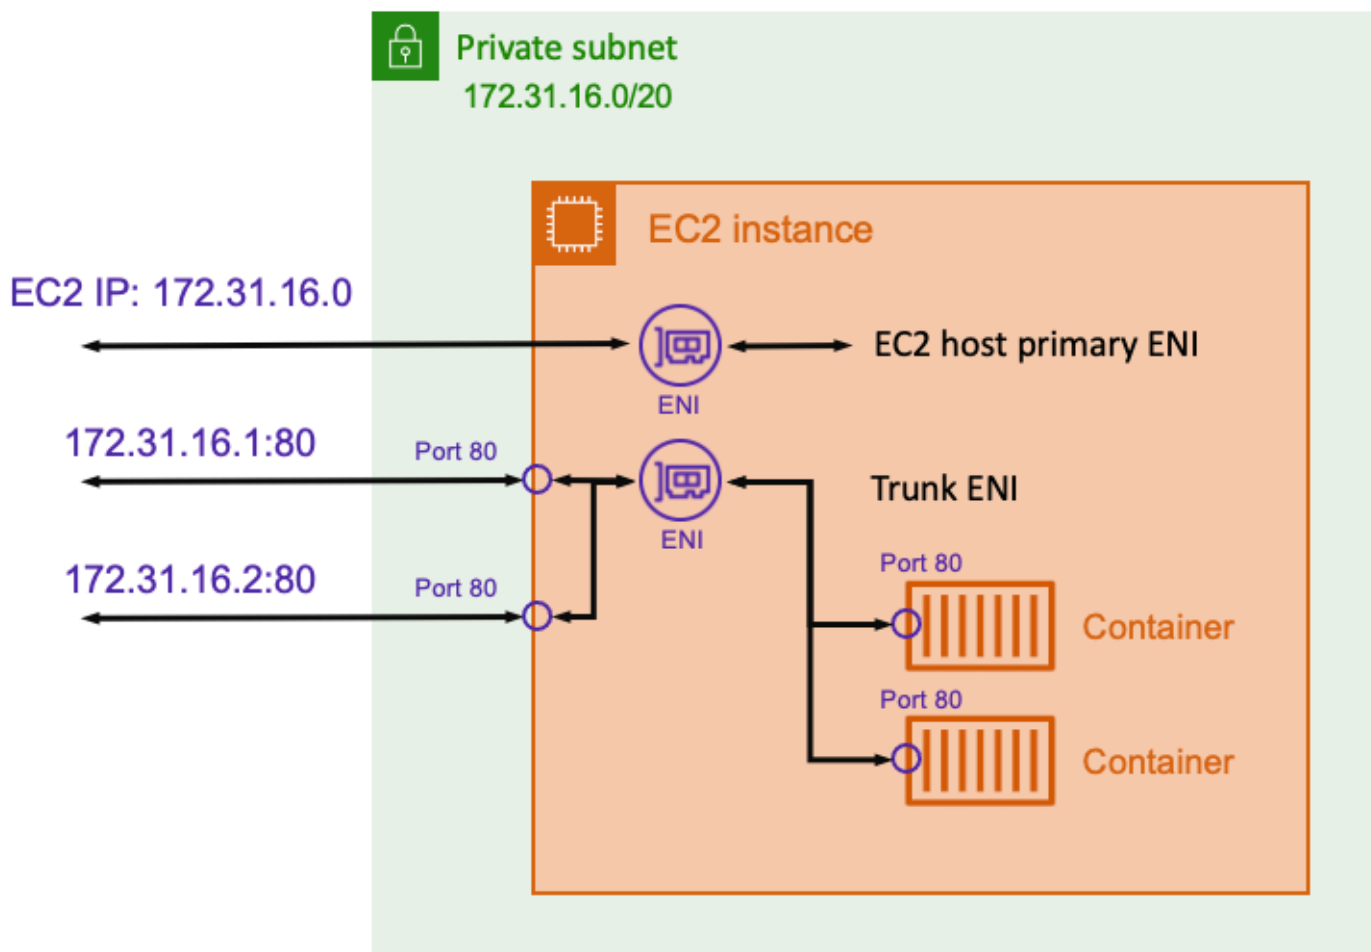 Private subnet
172.31.16.0/20
EC2 instance
EC2 IP: 172.31.16.0
EC2 host primary ENI
ENI
172.31.16.1:80
Port 80
Trunk ENI
ENI
172.31.16.2:80
Port 80
Port 80
Container
Port 80
Container